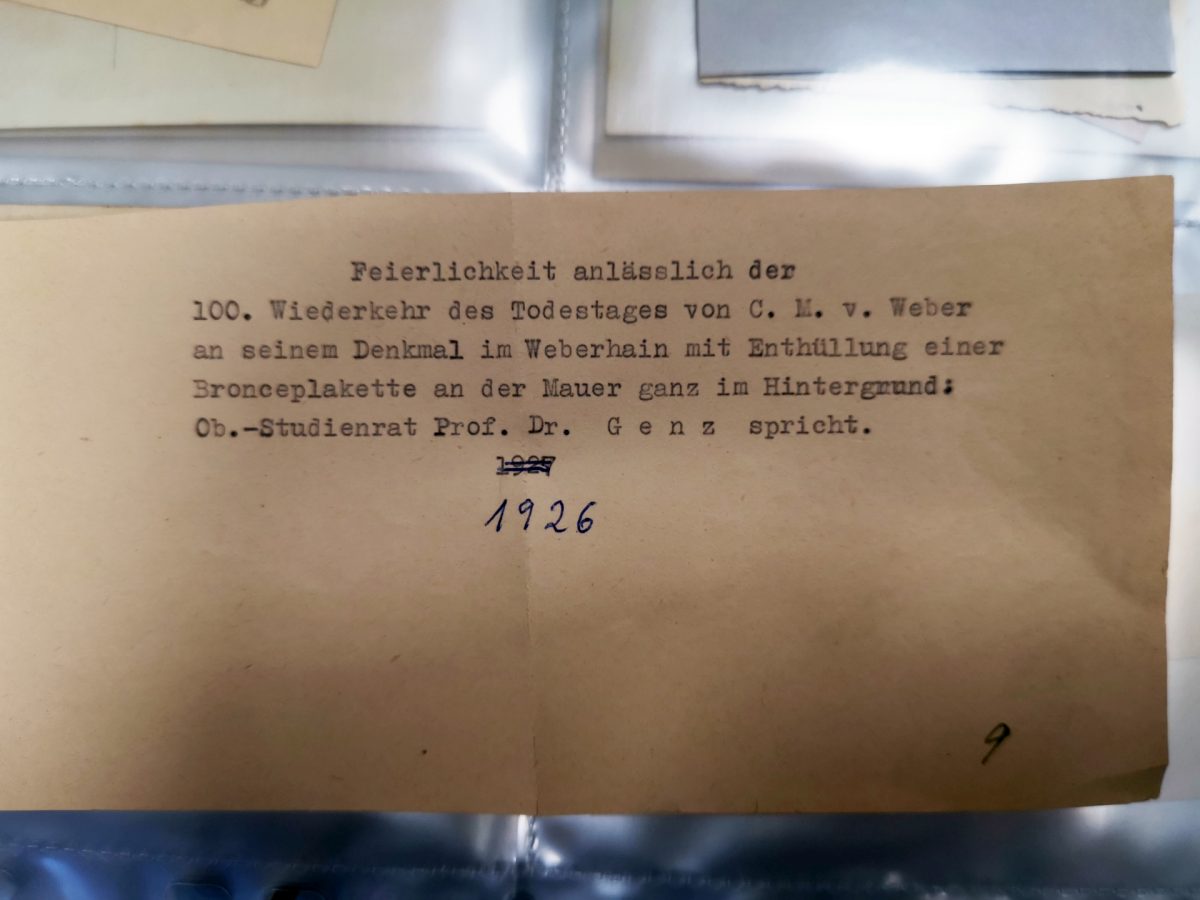 Feierlichkeit anlässlich der
100. Wiederkehr des Todestages von C. M. v. Weber
an seinem Denkmal im Weberhain mit Enthüllung einer
Bronceplakette an der Mauer ganz im Hintergrund:
Ob.-Studienrat Prof. Dr. G e n z spricht.
1927
1926
9